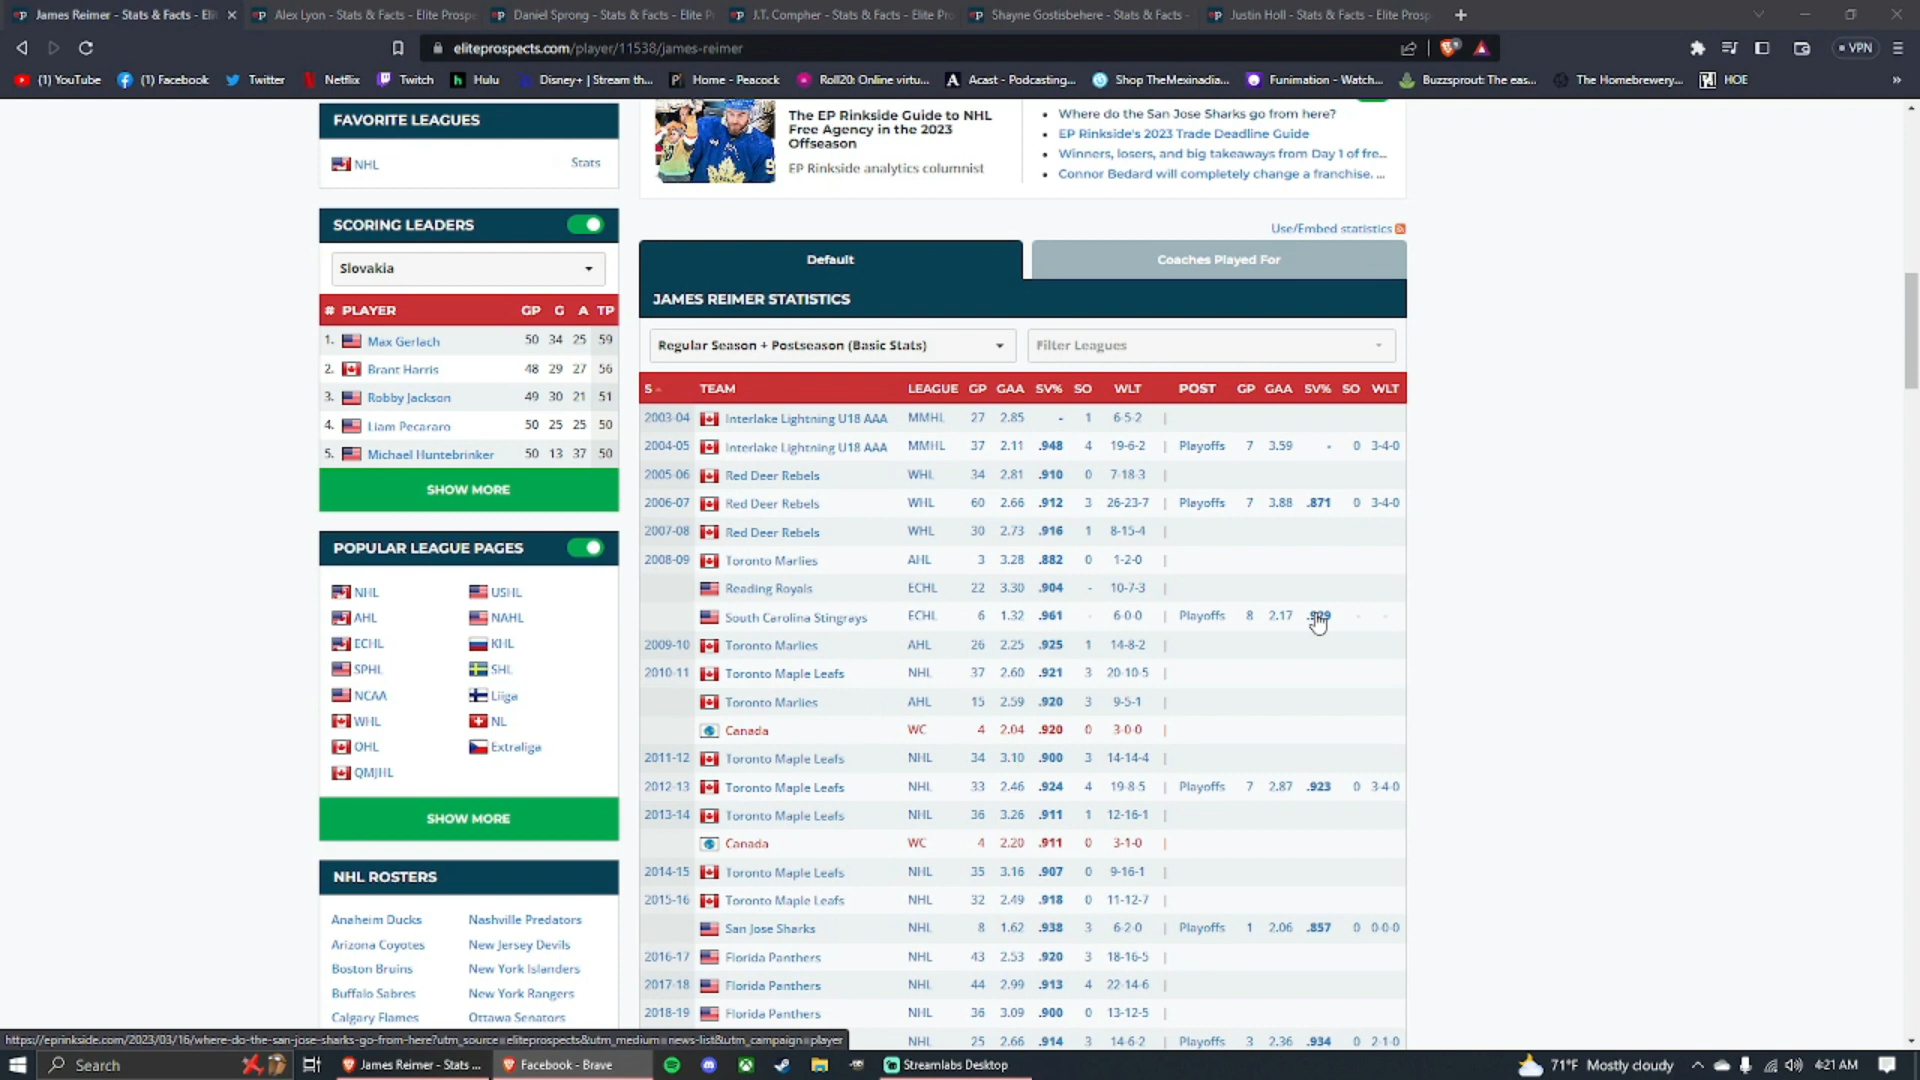 James Reimer - Stats & Facts - Eli
Alex Lyon - Stats & Facts - Elite Prospe
Daniel Sprong - Stats & Facts - Elite P
J.T. Compher - Stats & Facts - Elite Pro
Shayne Gostisbehere - Stats & Facts -
Justin Holl - Stats & Facts - Elite Prosp
eliteprospects.com/player/11538/james-reimer
VPN
(1) YouTube
(1) Facebook
Twitter
Netflix
Twitch
Hulu
Disney+ | Stream th...
Home - Peacock
Roll20: Online virtu...
Acast - Podcasting...
Shop TheMexinadia...
Funimation - Watch...
Buzzsprout: The eas...
The Homebrewery...
HOE
FAVORITE LEAGUES
NHL Stats
SCORING LEADERS
Slovakia
# PLAYER GP G A TP
1. Max Gerlach 50 34 25 59
2. Brant Harris 48 29 27 56
3. Robby Jackson 49 30 21 51
4. Liam Pecararo 50 25 25 50
5. Michael Huntebrinker 50 13 37 50
SHOW MORE
POPULAR LEAGUE PAGES
NHL USHL
AHL NAHL
ECHL KHL
SPHL SHL
NCAA Liiga
WHL NL
OHL Extraliga
QMJHL
SHOW MORE
NHL ROSTERS
Anaheim Ducks Nashville Predators
Arizona Coyotes New Jersey Devils
Boston Bruins New York Islanders
Buffalo Sabres New York Rangers
Calgary Flames Ottawa Senators
The EP Rinkside Guide to NHL
Free Agency in the 2023
Offseason
EP Rinkside analytics columnist
Where do the San Jose Sharks go from here?
EP Rinkside's 2023 Trade Deadline Guide
Winners, losers, and big takeaways from Day 1 of fre...
Connor Bedard will completely change a franchise. ...
Use/Embed statistics
Default
Coaches Played For
JAMES REIMER STATISTICS
Regular Season + Postseason (Basic Stats)
Filter Leagues
S TEAM LEAGUE GP GAA SV% SO WLT POST GP GAA SV% SO WLT
2003-04 Interlake Lightning U18 AAA MMHL 27 2.85 - 1 6-5-2 |
2004-05 Interlake Lightning U18 AAA MMHL 37 2.11 .948 4 19-6-2 | Playoffs 7 3.59 - 0 3-4-0
2005-06 Red Deer Rebels WHL 34 2.81 .910 0 7-18-3 |
2006-07 Red Deer Rebels WHL 60 2.66 .912 3 26-23-7 | Playoffs 7 3.88 .871 0 3-4-0
2007-08 Red Deer Rebels WHL 30 2.73 .916 1 8-15-4 |
2008-09 Toronto Marlies AHL 3 3.28 .882 0 1-2-0 |
Reading Royals ECHL 22 3.30 .904 - 10-7-3 |
South Carolina Stingrays ECHL 6 1.32 .961 - 6-0-0 | Playoffs 8 2.17 - -
2009-10 Toronto Marlies AHL 26 2.25 .925 1 14-8-2 |
2010-11 Toronto Maple Leafs NHL 37 2.60 .921 3 20-10-5 |
Toronto Marlies AHL 15 2.59 .920 3 9-5-1 |
Canada WC 4 2.04 .920 0 3-0-0 |
2011-12 Toronto Maple Leafs NHL 34 3.10 .900 3 14-14-4 |
2012-13 Toronto Maple Leafs NHL 33 2.46 .924 4 19-8-5 | Playoffs 7 2.87 .923 0 3-4-0
2013-14 Toronto Maple Leafs NHL 36 3.26 .911 1 12-16-1 |
Canada WC 4 2.20 .911 0 3-1-0 |
2014-15 Toronto Maple Leafs NHL 35 3.16 .907 0 9-16-1 |
2015-16 Toronto Maple Leafs NHL 32 2.49 .918 0 11-12-7 |
San Jose Sharks NHL 8 1.62 .938 3 6-2-0 | Playoffs 1 2.06 .857 0 0-0-0
2016-17 Florida Panthers NHL 43 2.53 .920 3 18-16-5 |
2017-18 Florida Panthers NHL 44 2.99 .913 4 22-14-6 |
2018-19 Florida Panthers NHL 36 3.09 .900 0 13-12-5 |
NHL 25 2.66 .914 3 14-6-2 | Playoffs 3 2.36 .934 0 2-1-0
https://eprinkside.com/2023/03/16/where-do-the-san-jose-sharks-go-from-here?utm_source=eliteprospects&utm_medium=news-list&utm_campaign=player
Search
James Reimer - Stats ...
Facebook - Brave
Streamlabs Desktop
71°F Mostly cloudy
4:21 AM